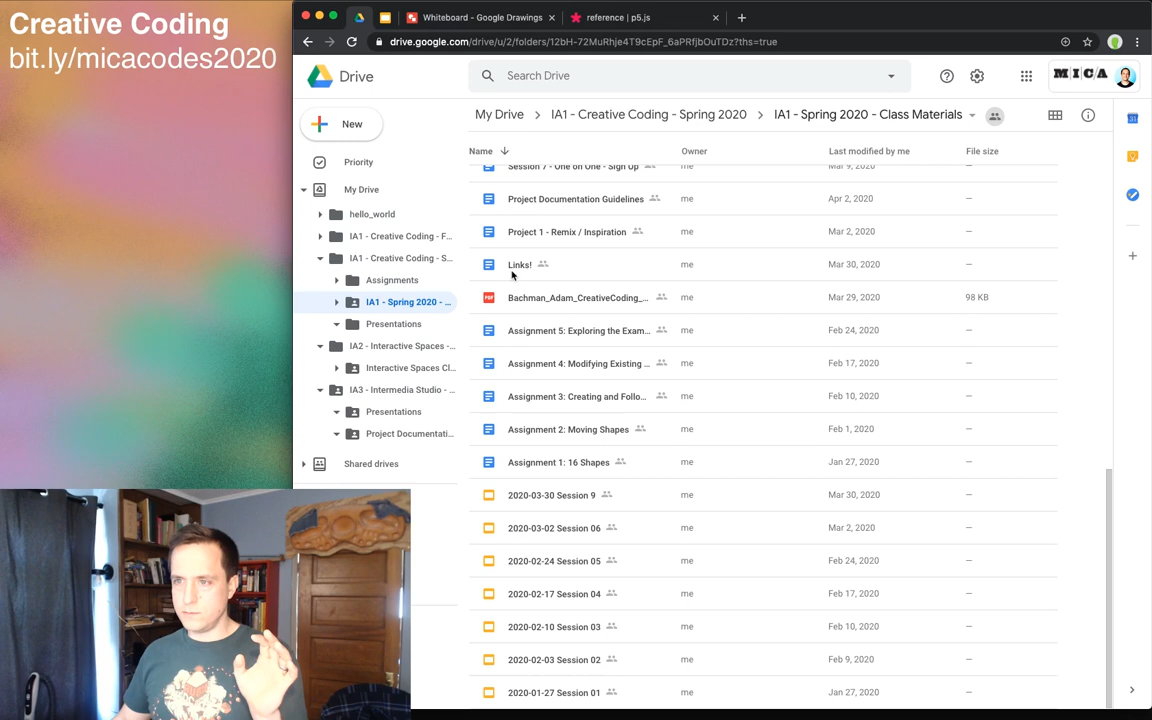 Creative Coding
bit.ly/micacodes2020
Whiteboard - Google Drawings
reference | p5.js
drive.google.com/drive/u/2/folders/12bH-72MuRhje4T9cEpF_6aPRfjbOuTDz?ths=true
Drive
Search Drive
MICA
New
My Drive
IA1 - Creative Coding - Spring 2020
IA1 - Spring 2020 - Class Materials
Priority
My Drive
hello_world
IA1 - Creative Coding - F...
IA1 - Creative Coding - S...
Assignments
IA1 - Spring 2020 - ...
Presentations
IA2 - Interactive Spaces -...
Interactive Spaces Cl...
IA3 - Intermedia Studio - ...
Presentations
Project Documentati...
Shared drives
Name Owner Last modified by me File size
Session 7 - One on One - Sign Up me Mar 9, 2020 —
Project Documentation Guidelines me Apr 2, 2020 —
Project 1 - Remix / Inspiration me Mar 2, 2020 —
Links! me Mar 30, 2020 —
PDF Bachman_Adam_CreativeCoding_... me Mar 29, 2020 98 KB
Assignment 5: Exploring the Exam... me Feb 24, 2020 —
Assignment 4: Modifying Existing ... me Feb 17, 2020 —
Assignment 3: Creating and Follo... me Feb 10, 2020 —
Assignment 2: Moving Shapes me Feb 1, 2020 —
Assignment 1: 16 Shapes me Jan 27, 2020 —
2020-03-30 Session 9 me Mar 30, 2020 —
2020-03-02 Session 06 me Mar 2, 2020 —
2020-02-24 Session 05 me Feb 24, 2020 —
2020-02-17 Session 04 me Feb 17, 2020 —
2020-02-10 Session 03 me Feb 10, 2020 —
2020-02-03 Session 02 me Feb 9, 2020 —
2020-01-27 Session 01 me Jan 27, 2020 —